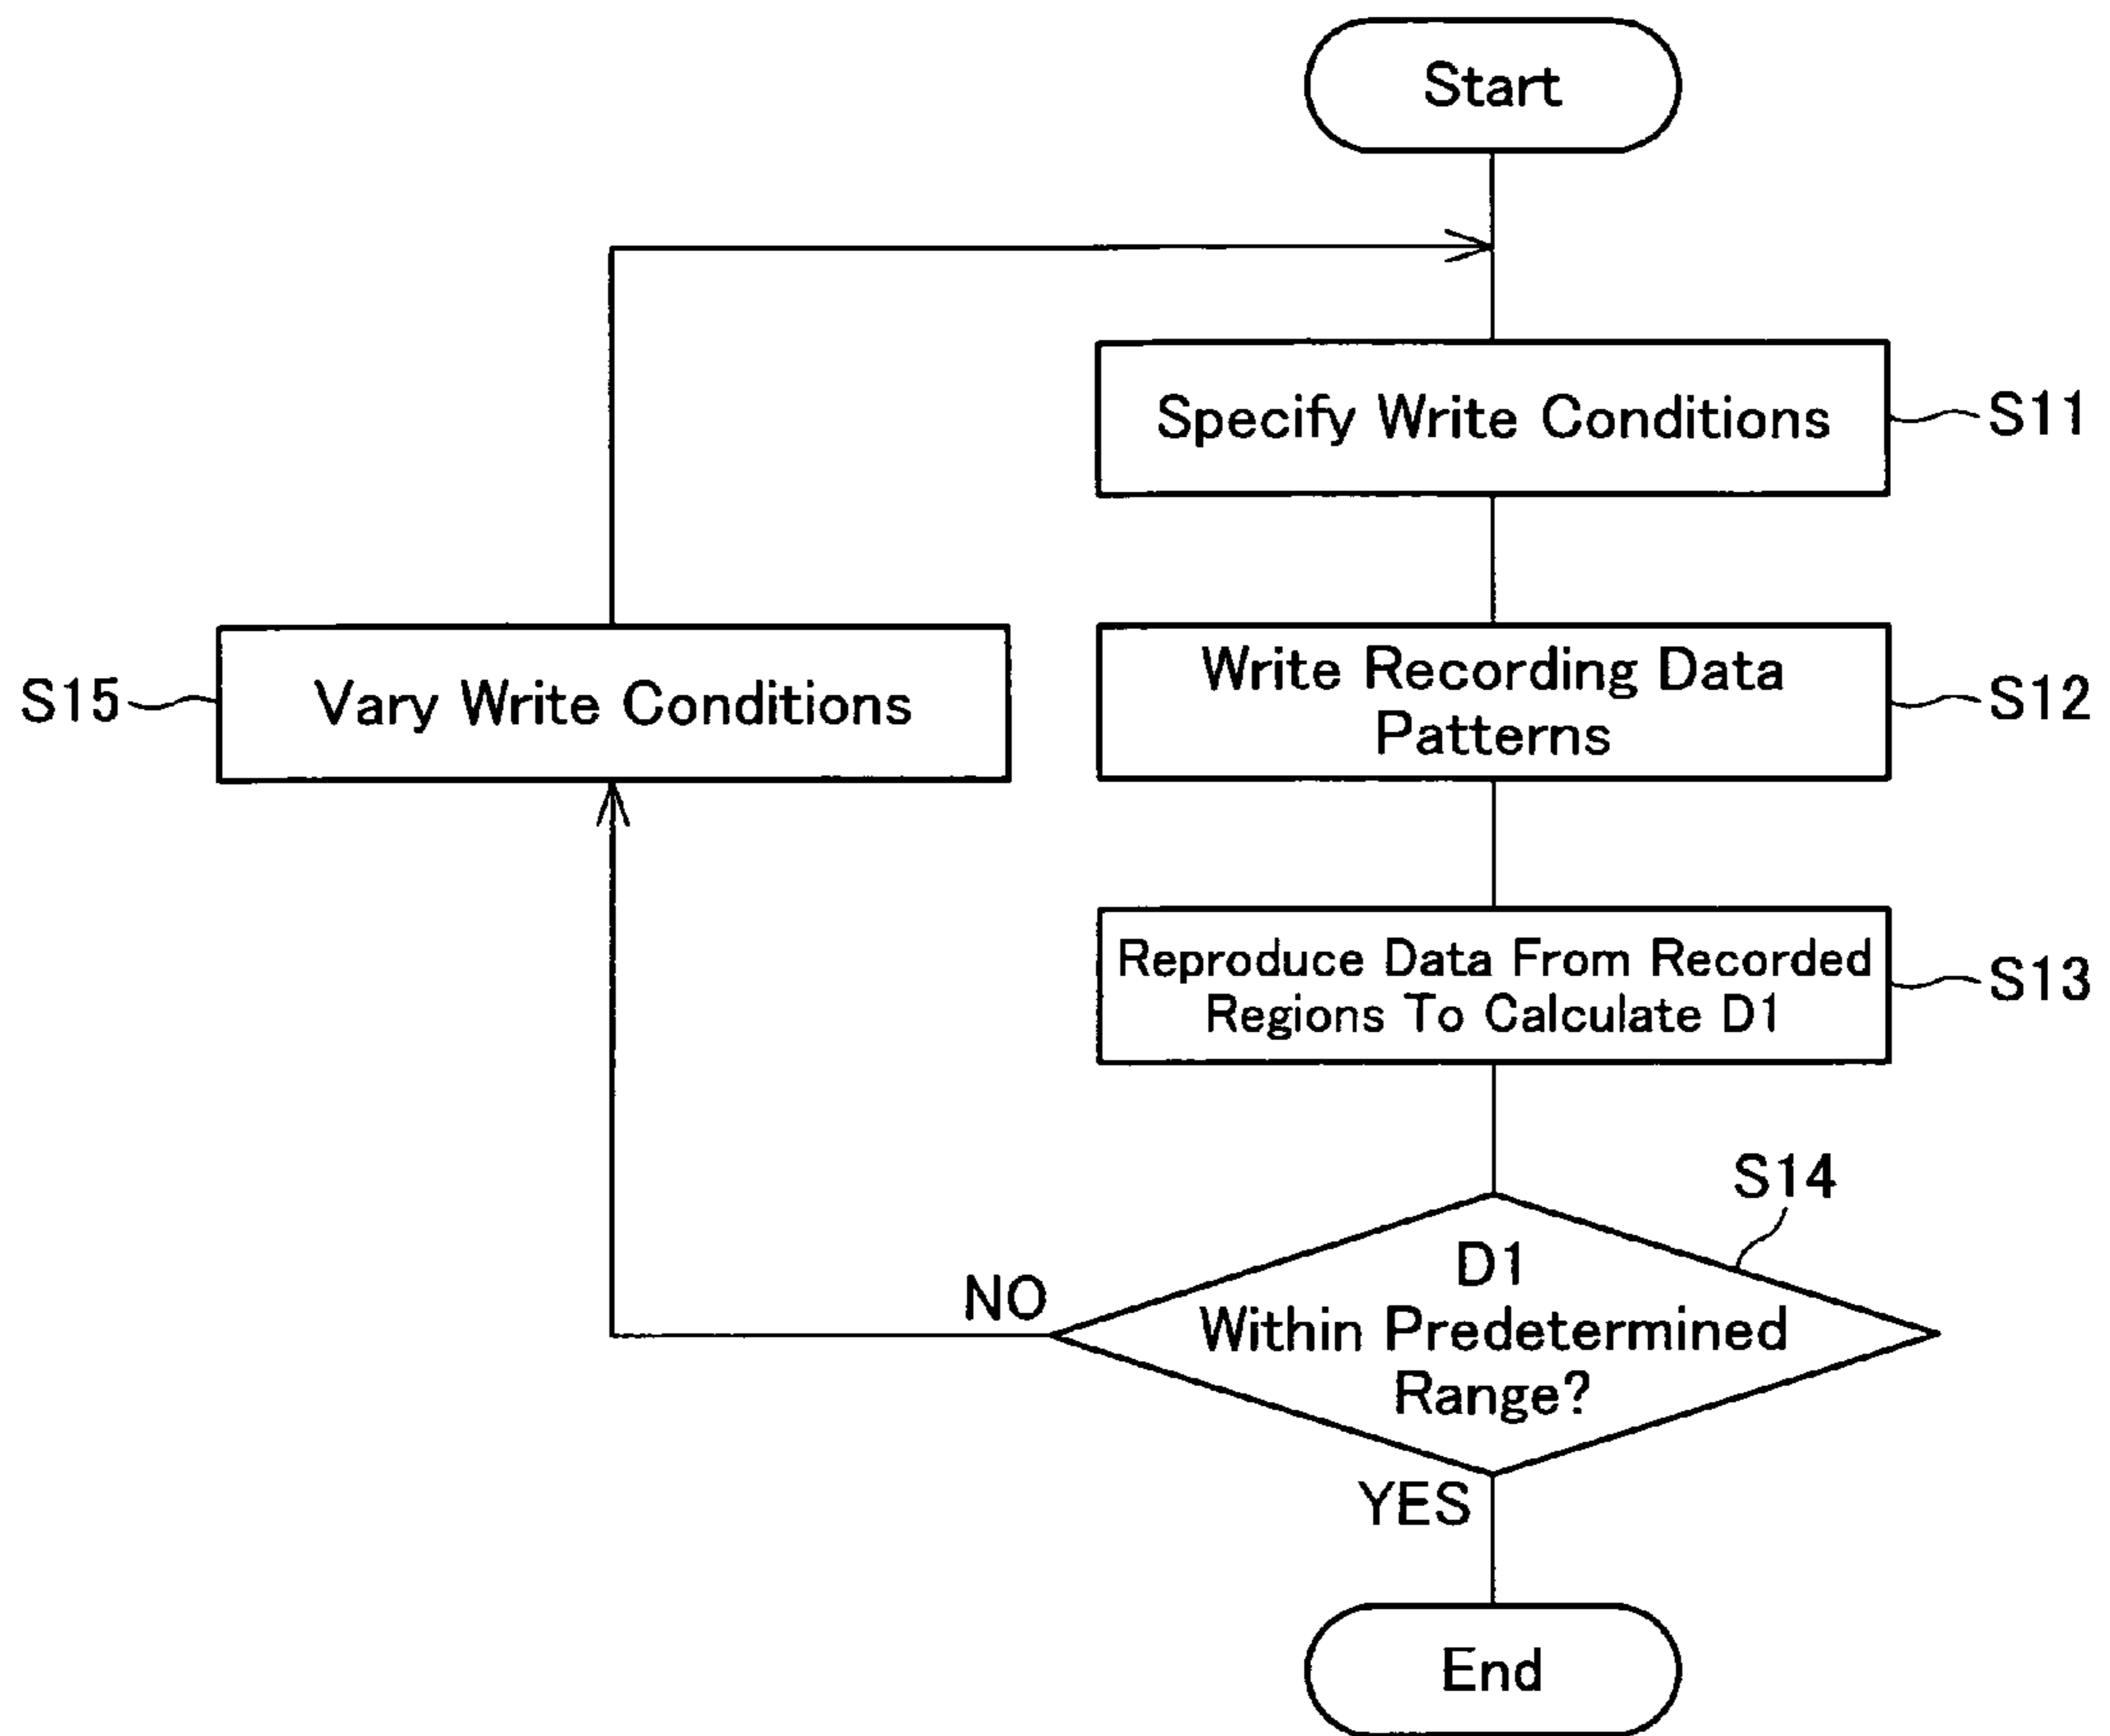 Start
Specify Write Conditions
S11
Vary Write Conditions
S15
Write Recording Data
Patterns
S12
Reproduce Data From Recorded
Regions To Calculate D1
S13
S14
D1
Within Predetermined
Range?
NO
YES
End